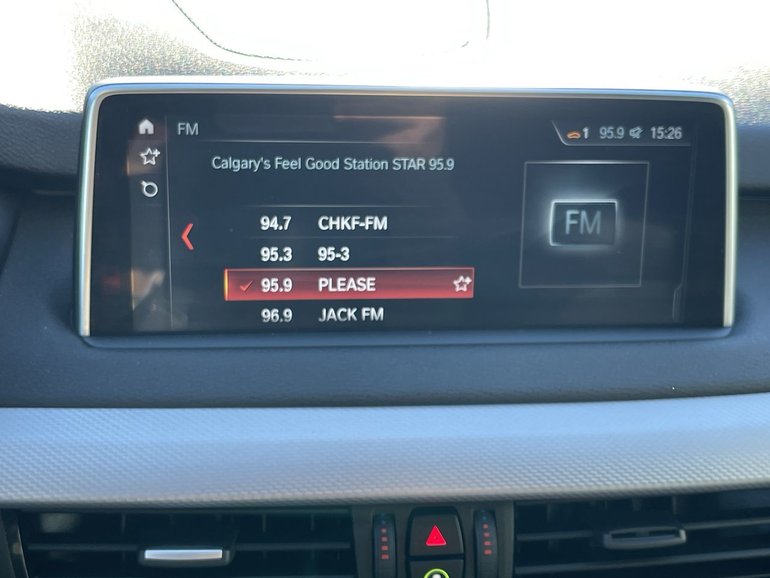 FM
1 95.9 15:26
Calgary's Feel Good Station STAR 95.9
94.7 CHKF-FM
95.3 95-3
95.9 PLEASE
96.9 JACK FM
FM